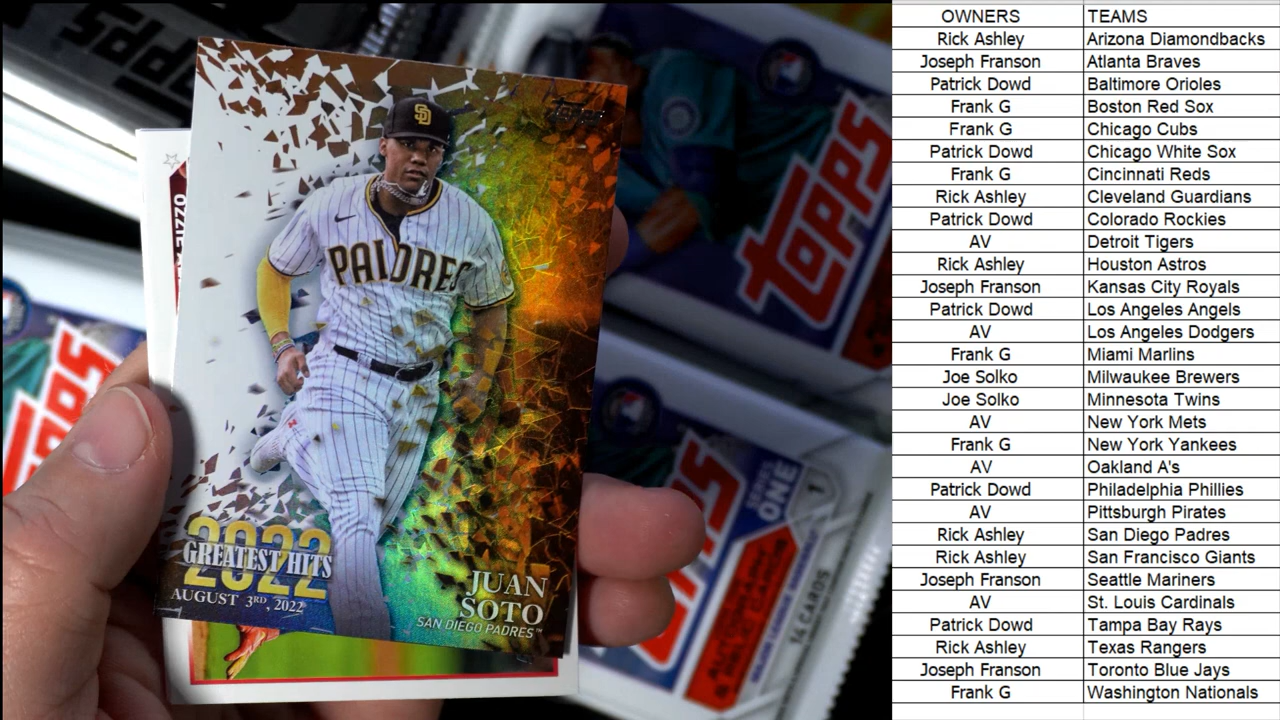 TOPPS
SD
PADRES
2022
GREATEST HITS
AUGUST 3RD, 2022
JUAN
SOTO
SAN DIEGO PADRES™
IZZO
TOPPS
TOPPS
TOPPS
SERIES
ONE
1
14 CARDS
OWNERS TEAMS
Rick Ashley Arizona Diamondbacks
Joseph Franson Atlanta Braves
Patrick Dowd Baltimore Orioles
Frank G Boston Red Sox
Frank G Chicago Cubs
Patrick Dowd Chicago White Sox
Frank G Cincinnati Reds
Rick Ashley Cleveland Guardians
Patrick Dowd Colorado Rockies
AV Detroit Tigers
Rick Ashley Houston Astros
Joseph Franson Kansas City Royals
Patrick Dowd Los Angeles Angels
AV Los Angeles Dodgers
Frank G Miami Marlins
Joe Solko Milwaukee Brewers
Joe Solko Minnesota Twins
AV New York Mets
Frank G New York Yankees
AV Oakland A's
Patrick Dowd Philadelphia Phillies
AV Pittsburgh Pirates
Rick Ashley San Diego Padres
Rick Ashley San Francisco Giants
Joseph Franson Seattle Mariners
AV St. Louis Cardinals
Patrick Dowd Tampa Bay Rays
Rick Ashley Texas Rangers
Joseph Franson Toronto Blue Jays
Frank G Washington Nationals